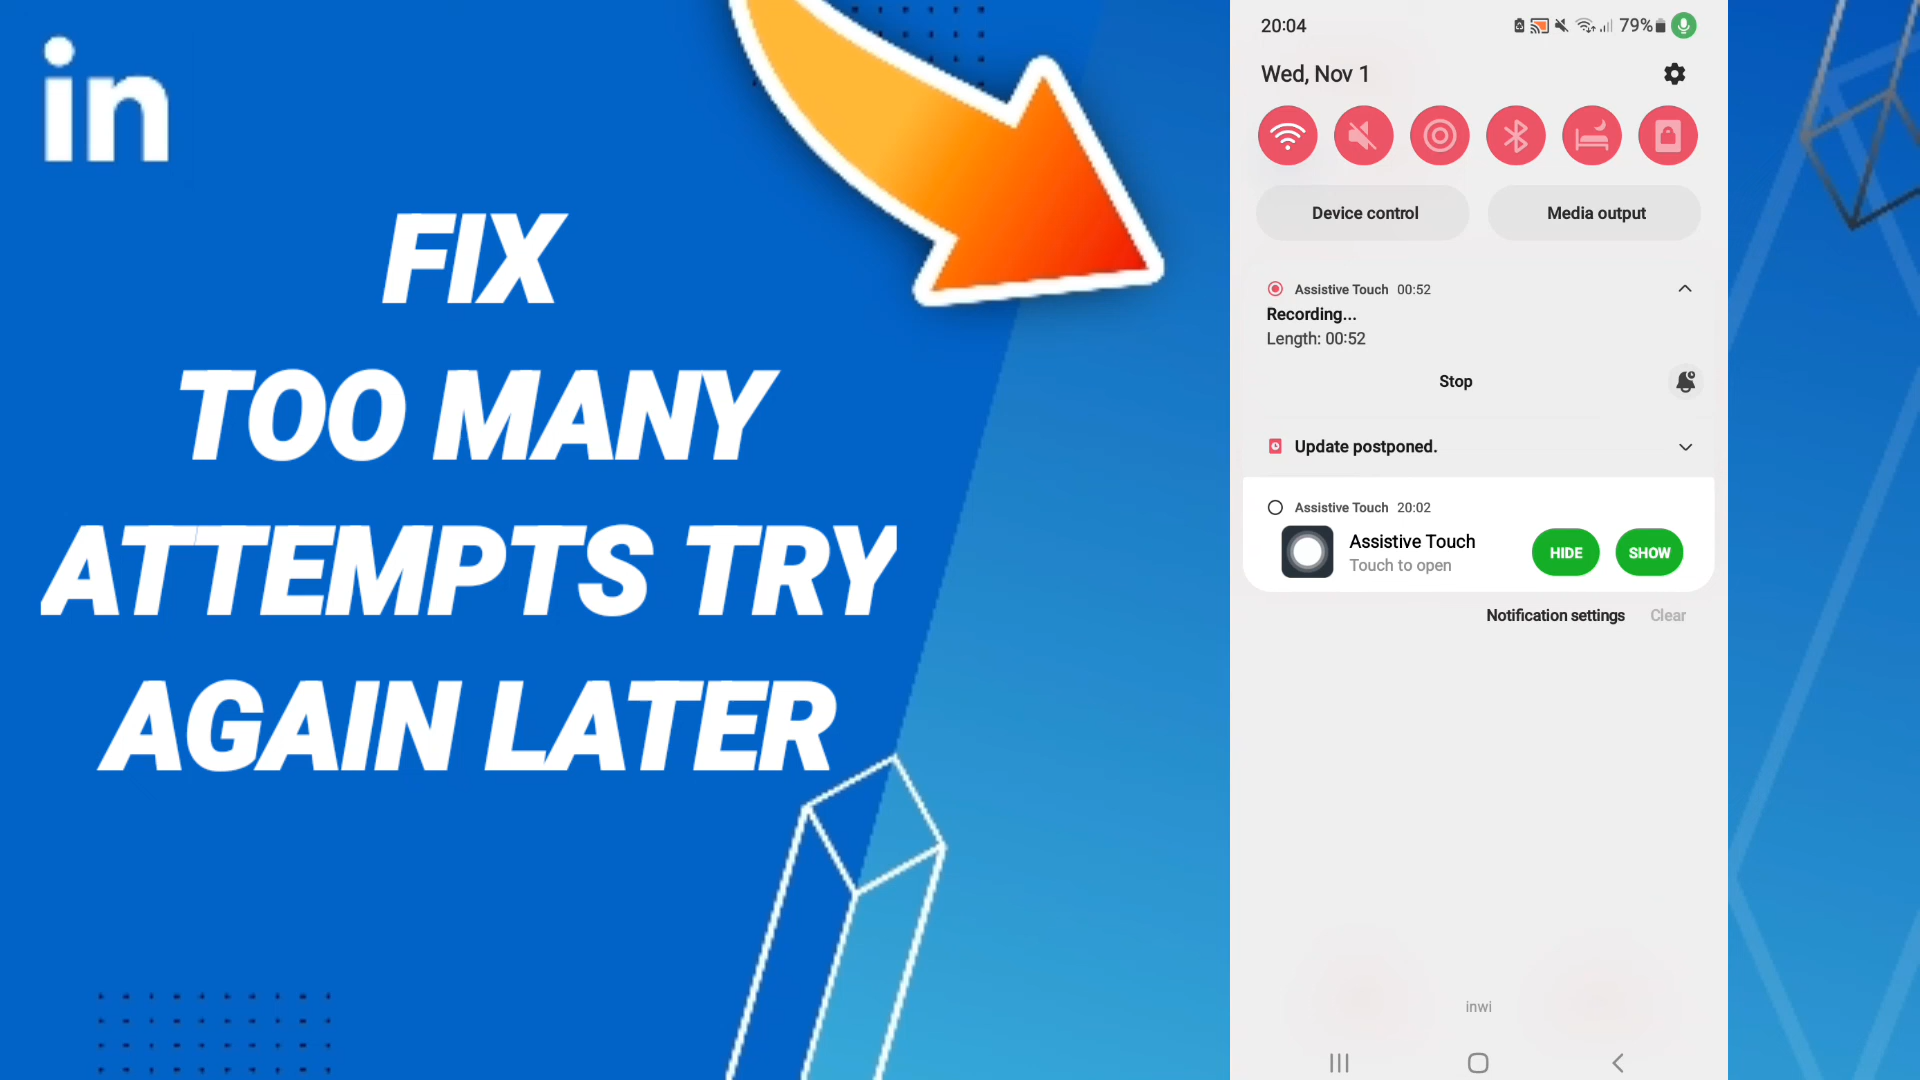 in
FIX
TOO MANY
ATTEMPTS TRY
AGAIN LATER
20:04
79%
Wed, Nov 1
Device control
Media output
Assistive Touch 00:52
Recording...
Length: 00:52
Stop
Update postponed.
Assistive Touch 20:02
Assistive Touch
Touch to open
HIDE
SHOW
Notification settings
Clear
inwi